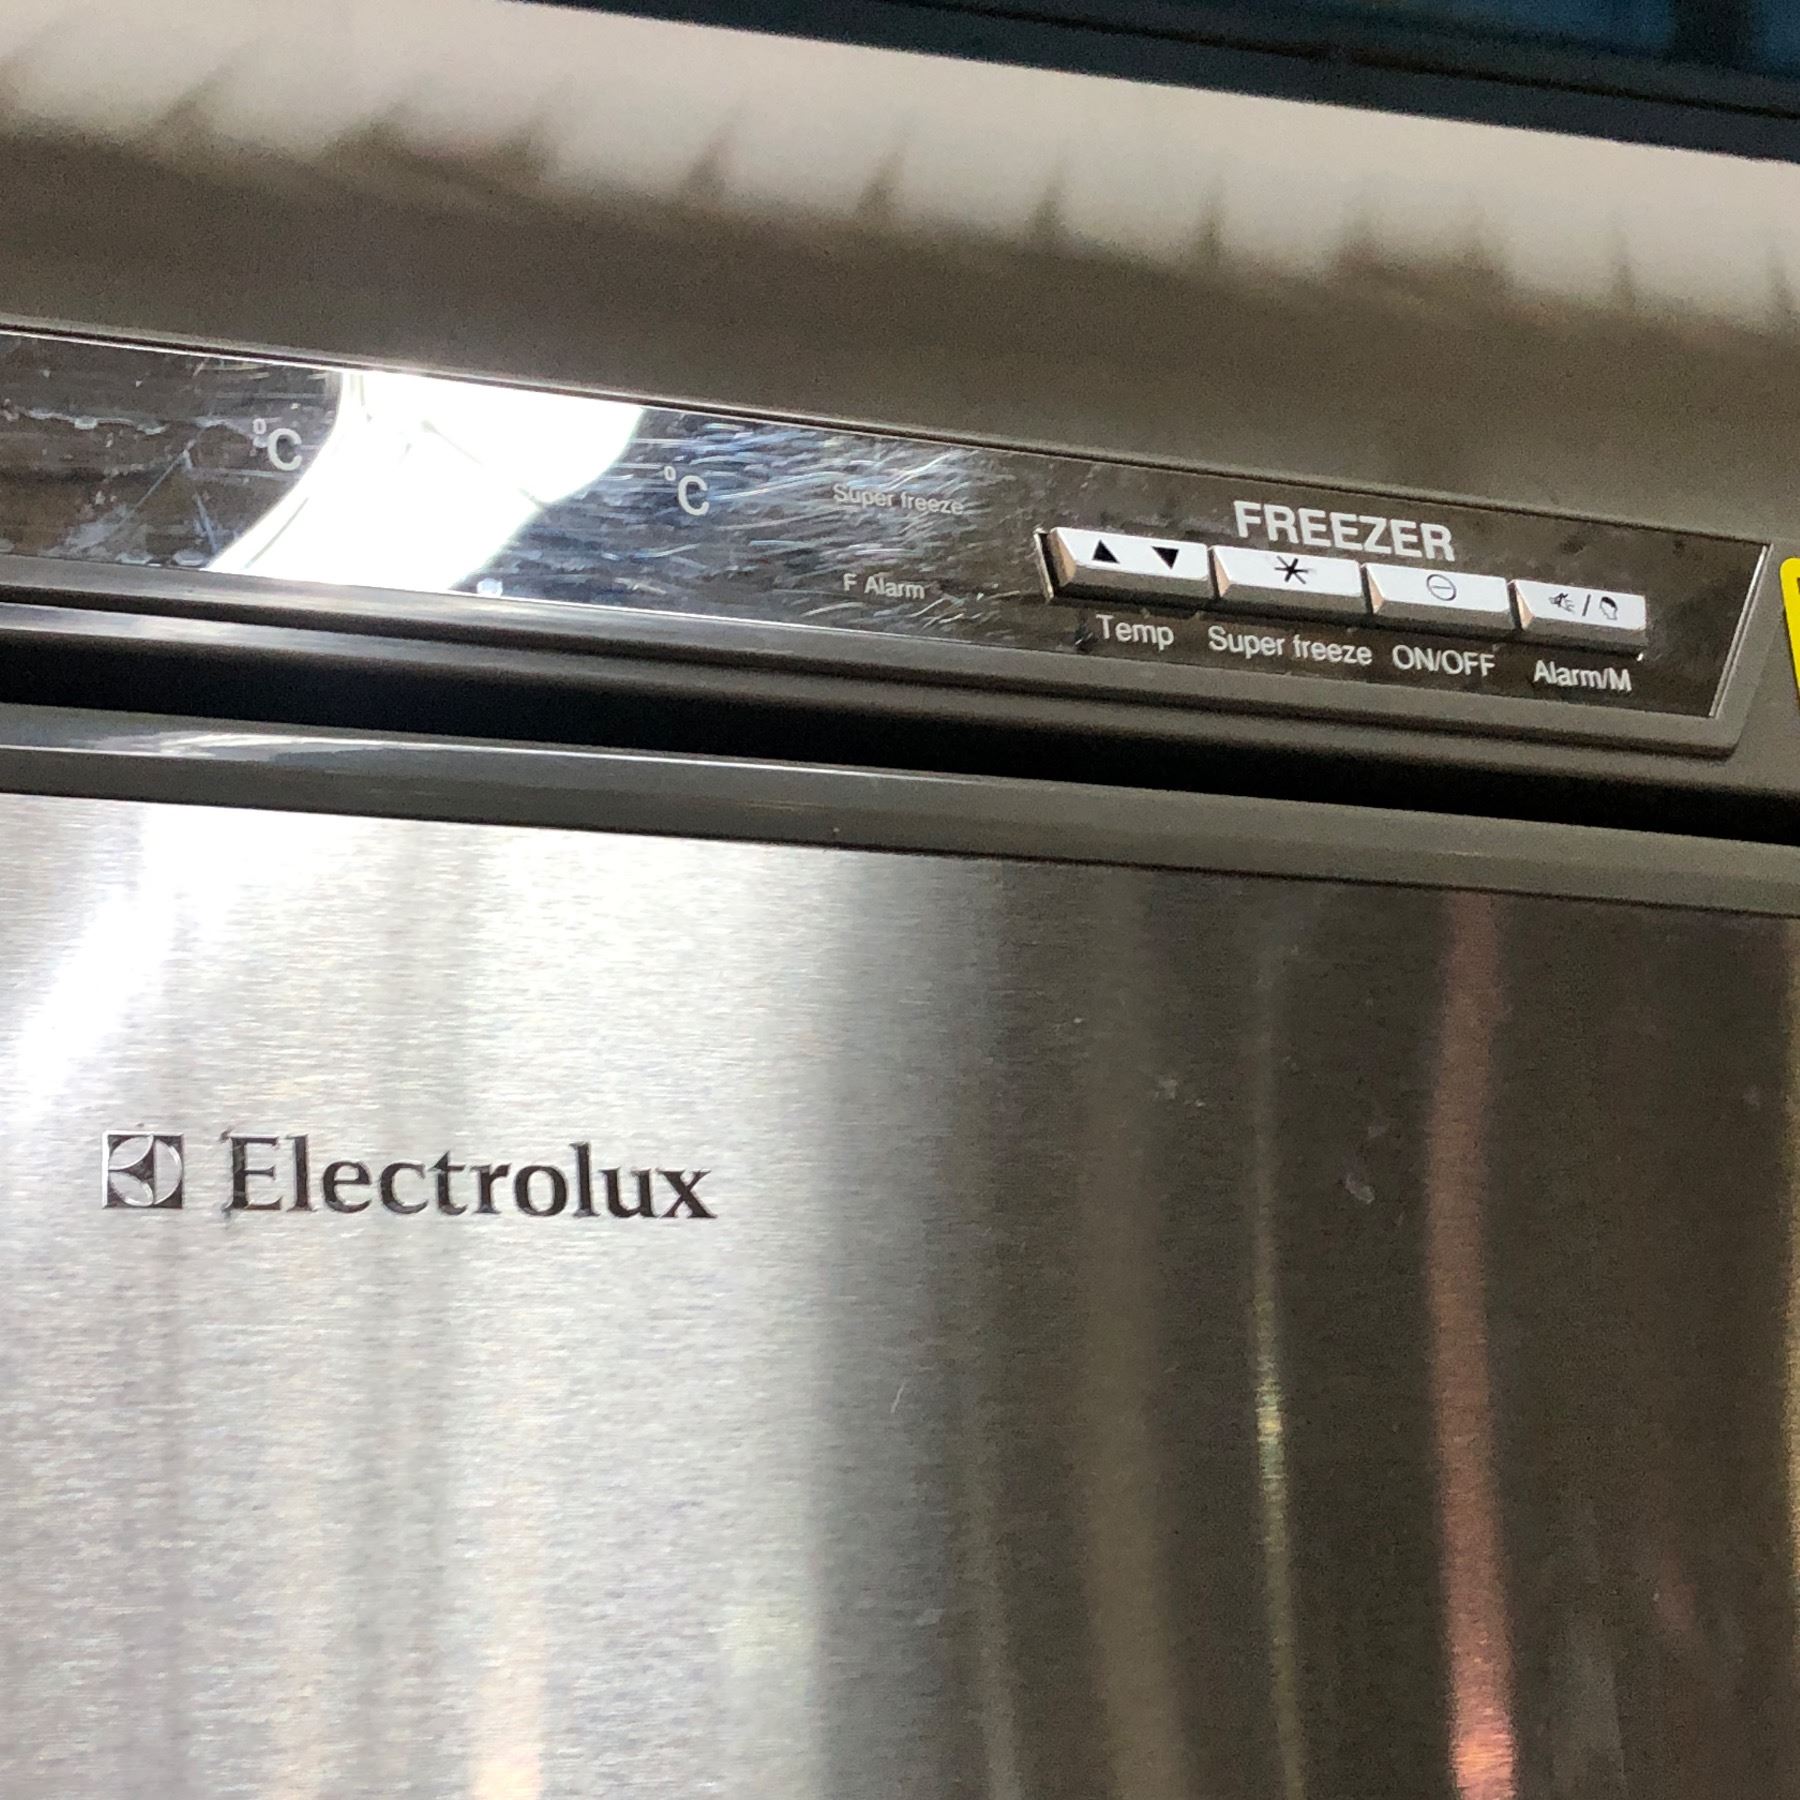 °C
°C
Super freeze
F Alarm
FREEZER
Temp
Super freeze
ON/OFF
Alarm/M
Electrolux